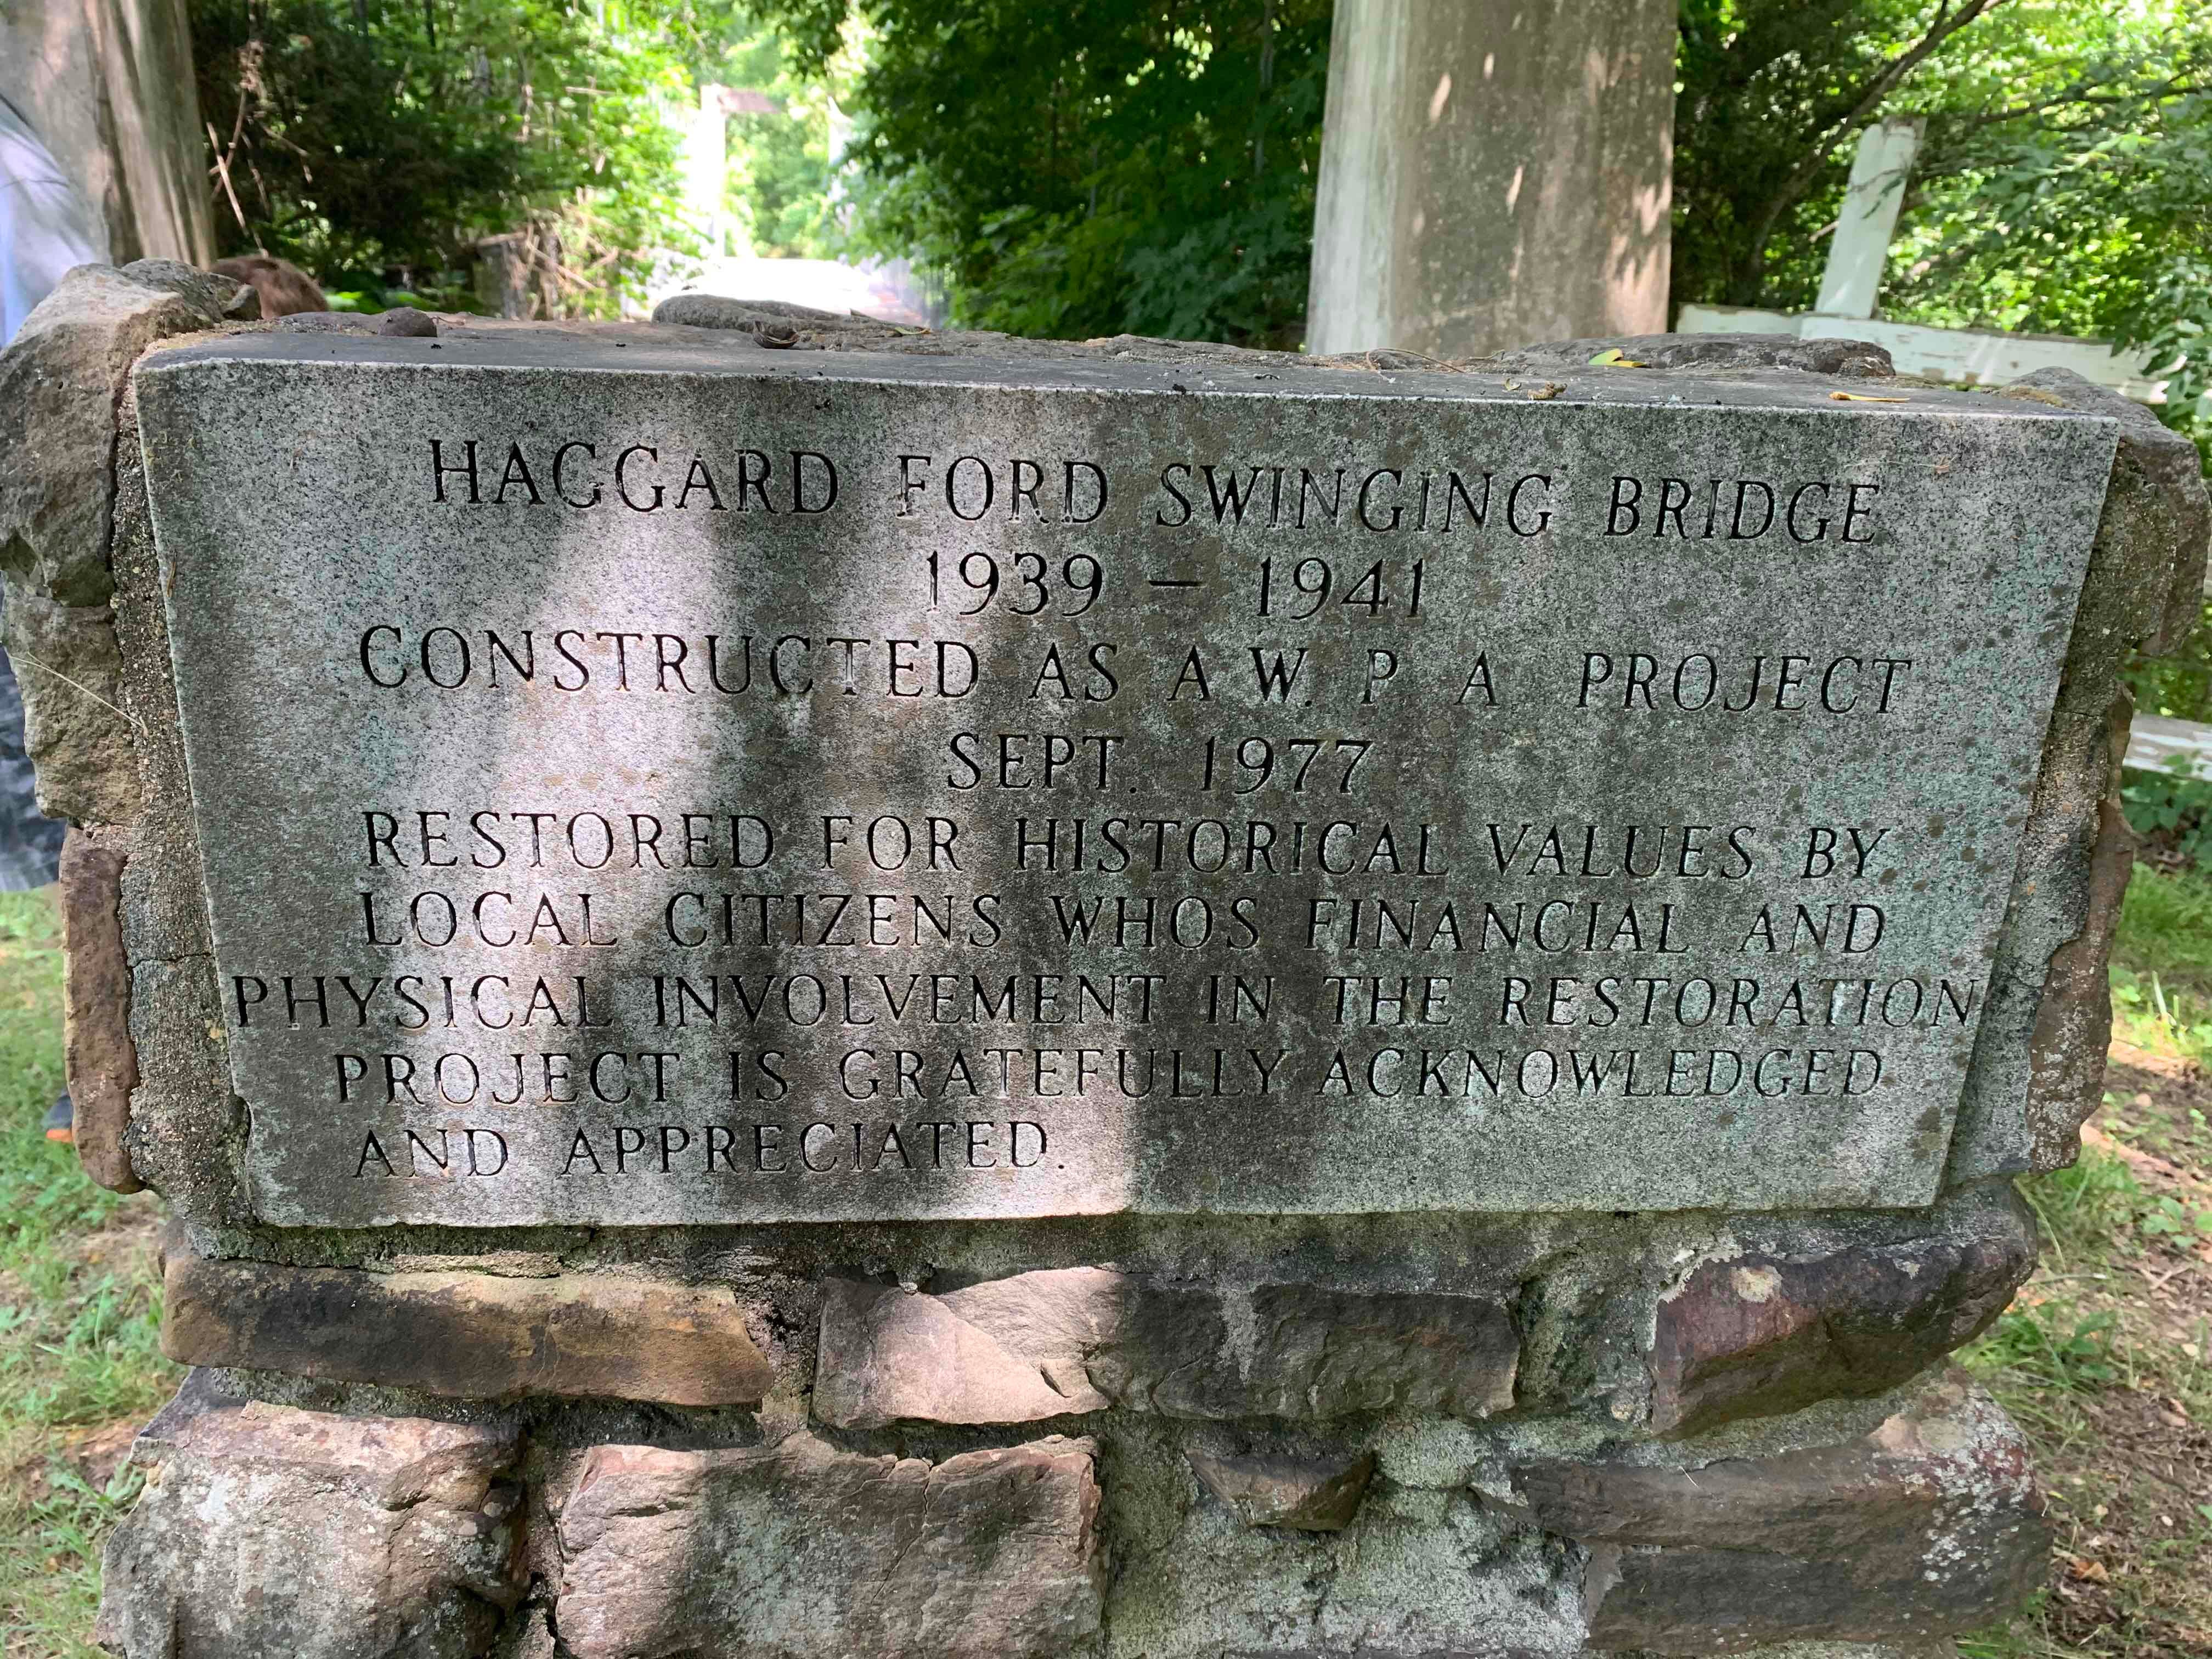 HAGGARD FORD SWINGING BRIDGE
1939 — 1941
CONSTRUCTED AS A W. P A PROJECT
SEPT. 1977
RESTORED FOR HISTORICAL VALUES BY
LOCAL CITIZENS WHOS FINANCIAL AND
PHYSICAL INVOLVEMENT IN THE RESTORATION
PROJECT IS GRATEFULLY ACKNOWLEDGED
AND APPRECIATED.